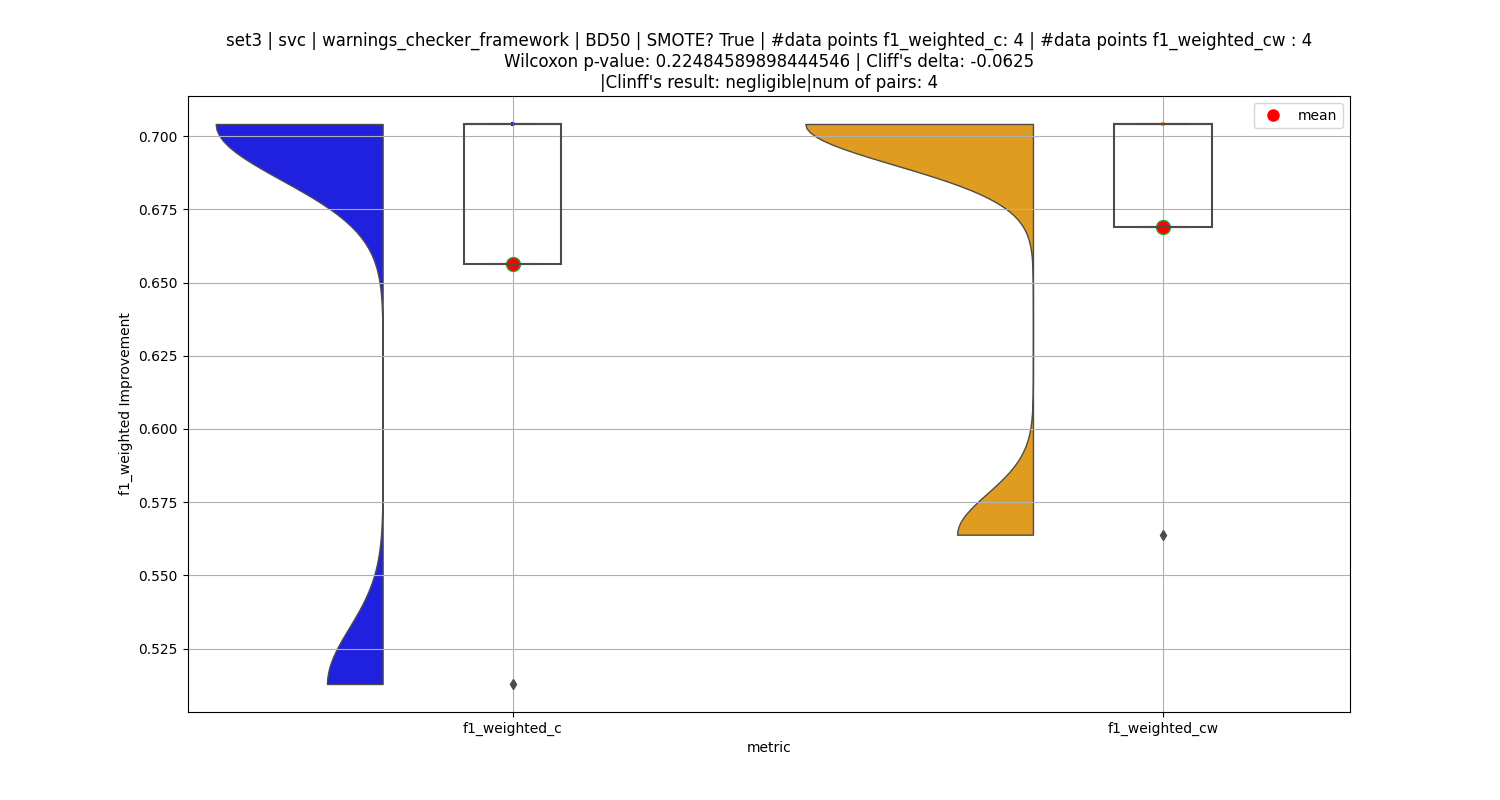 set3 | svc | warnings_checker_framework | BD50 | SMOTE? True | #data points f1_weighted_c: 4 | #data points f1_weighted_cw : 4
Wilcoxon p-value: 0.22484589898444546 | Cliff's delta: -0.0625
|Clinff's result: negligible|num of pairs: 4
mean
0.700
0.675
0.650
0.625
0.600
0.575
0.550
0.525
f1_weighted Improvement
f1_weighted_c
f1_weighted_cw
metric